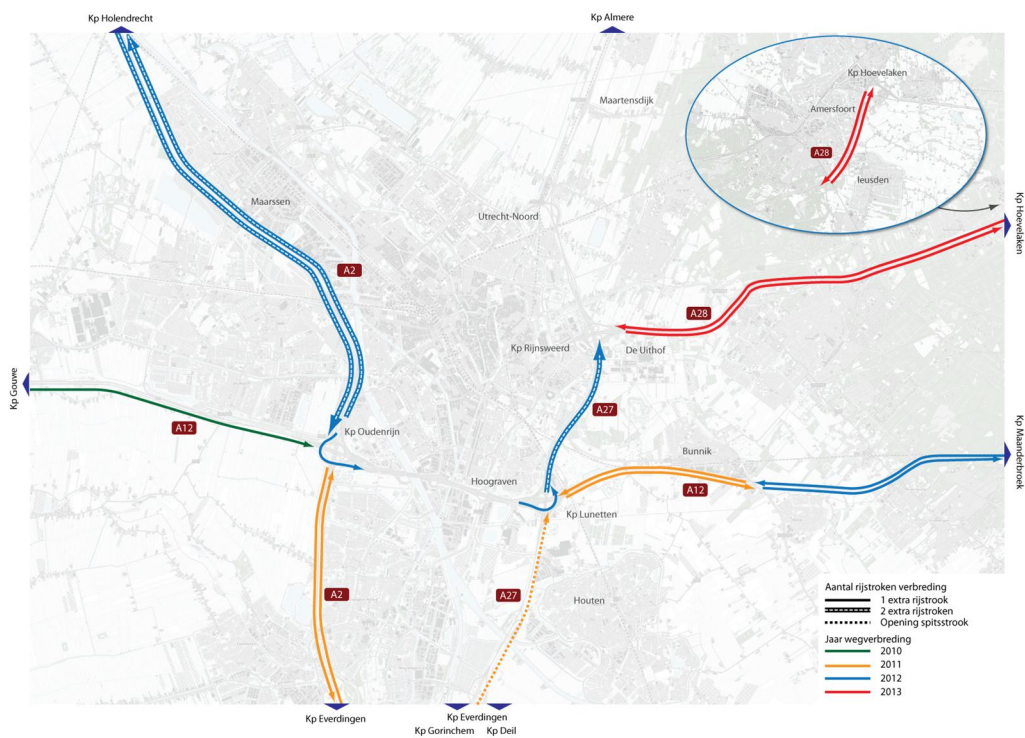 Kp Holendrecht
Kp Almere
Kp Hoevelaken
Maartensdijk
Amersfoort
A28
leusden
Maarssen
Kp Hoevelaken
Utrecht-Noord
A2
A28
Kp Rijnsweerd
De Uithof
Kp Gouwe
A27
A12
Kp Oudenrijn
Bunnik
Kp Maanderbroek
Hoograven
A12
Kp Lunetten
A2
A27
Houten
Aantal rijstroken verbreding
1 extra rijstrook
2 extra rijstroken
Opening spitsstrook
Jaar wegverbreding
2010
2011
2012
2013
Kp Everdingen
Kp Everdingen
Kp Gorinchem
Kp Deil